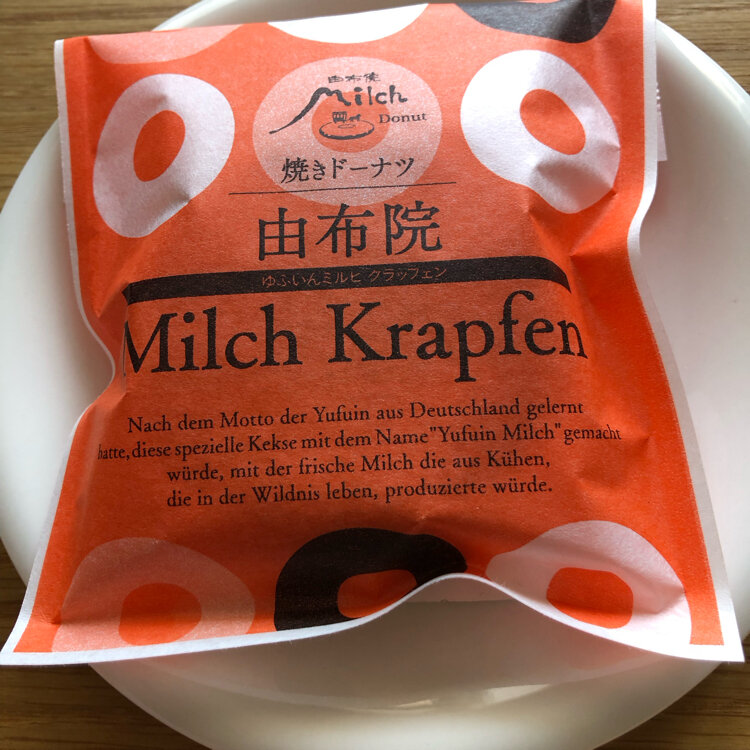 由布院
Milch
Donut
焼きドーナツ
由布院
ゆふいんミルヒ クラッフェン
Milch Krapfen
Nach dem Motto der Yufuin aus Deutschland gelernt
hatte, diese spezielle Kekse mit dem Name "Yufuin Milch" gemacht
würde, mit der frische Milch die aus Kühen,
die in der Wildnis leben, produzierte würde.